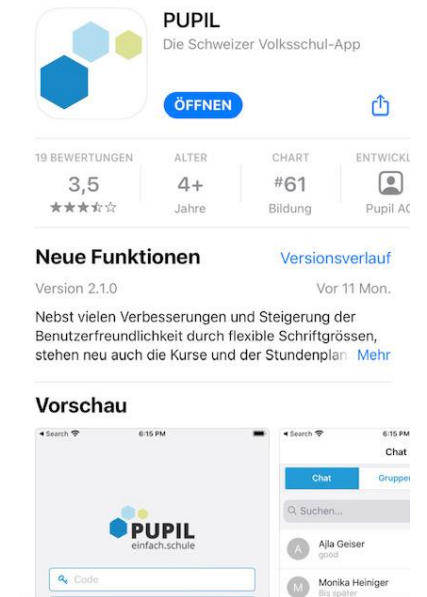 PUPIL
Die Schweizer Volksschul-App
ÖFFNEN
19 BEWERTUNGEN
3,5
ALTER
4+
Jahre
CHART
#61
Bildung
ENTWICKL
Pupil AG
Neue Funktionen
Versionsverlauf
Version 2.1.0
Vor 11 Mon.
Nebst vielen Verbesserungen und Steigerung der
Benutzerfreundlichkeit durch flexible Schriftgrössen,
stehen neu auch die Kurse und der Stundenplan Mehr
Vorschau
Search
6:15 PM
PUPIL
einfach.schule
Code
Search
6:15 PM
Chat
Chat
Gruppen
Suchen...
A
Ajla Geiser
good
M
Monika Heiniger
Bis später